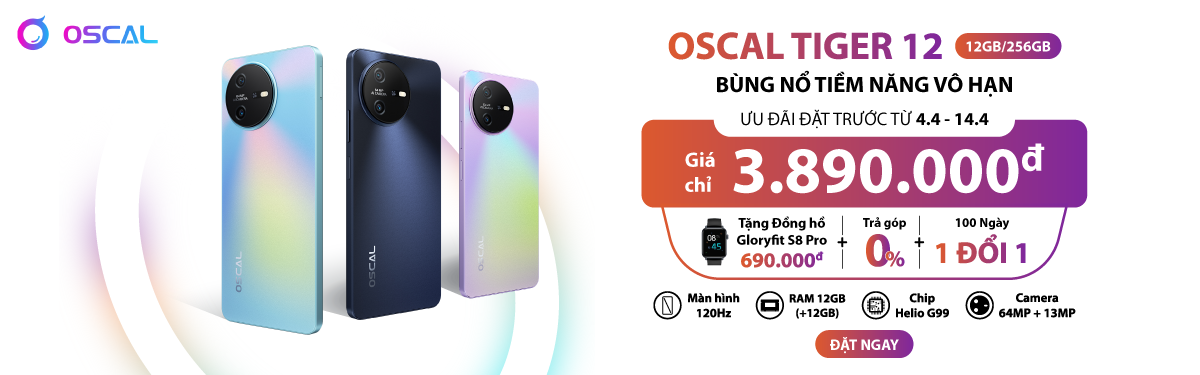 OSCAL
OSCAL TIGER 12
12GB/256GB
BÙNG NỔ TIỀM NĂNG VÔ HẠN
ƯU ĐÃI ĐẶT TRƯỚC TỪ 4.4 - 14.4
Giá
chỉ
3.890.000đ
Tặng Đồng hồ
Gloryfit S8 Pro
690.000đ
+
Trả góp
0%
+
100 Ngày
1 ĐỔI 1
Màn hình
120Hz
RAM 12GB
(+12GB)
Chip
Helio G99
Camera
64MP + 13MP
ĐẶT NGAY
OSCAL
OSCAL
OSCAL